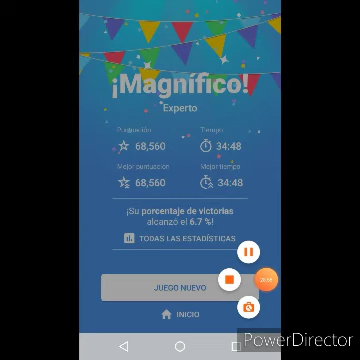 ¡Magnífico!
Experto
Puntuación Tiempo
68,560 34:48
Mejor puntuación Mejor tiempo
68,560 34:48
¡Su porcentaje de victorias
alcanzó el 6.7 %!
TODAS LAS ESTADÍSTICAS
JUEGO NUEVO
INICIO
PowerDirector